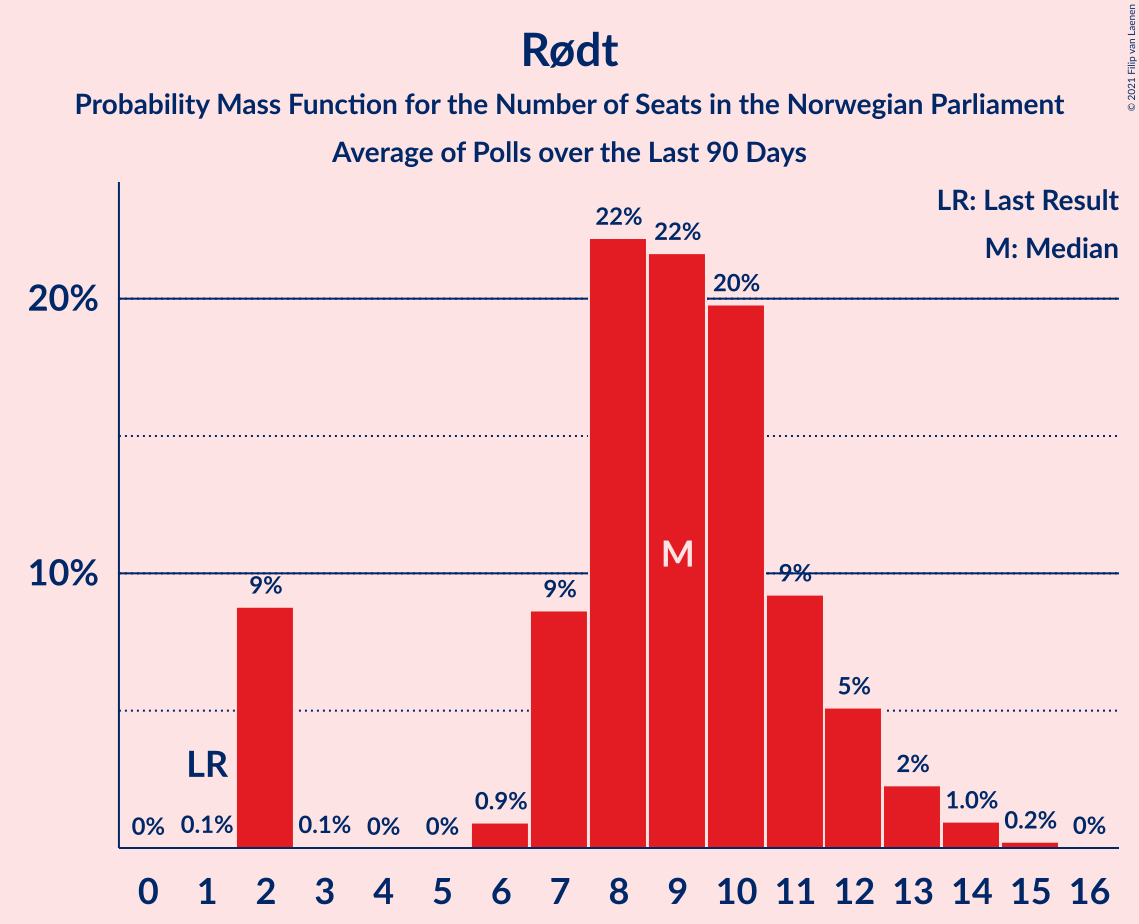 Rødt
Probability Mass Function for the Number of Seats in the Norwegian Parliament
Average of Polls over the Last 90 Days
© 2021 Filip van Laenen
LR: Last Result
M: Median
20%
10%
0%
0.1%
LR
9%
0.1%
0%
0%
0.9%
9%
22%
22%
M
20%
9%
5%
2%
1.0%
0.2%
0%
0 1 2 3 4 5 6 7 8 9 10 11 12 13 14 15 16